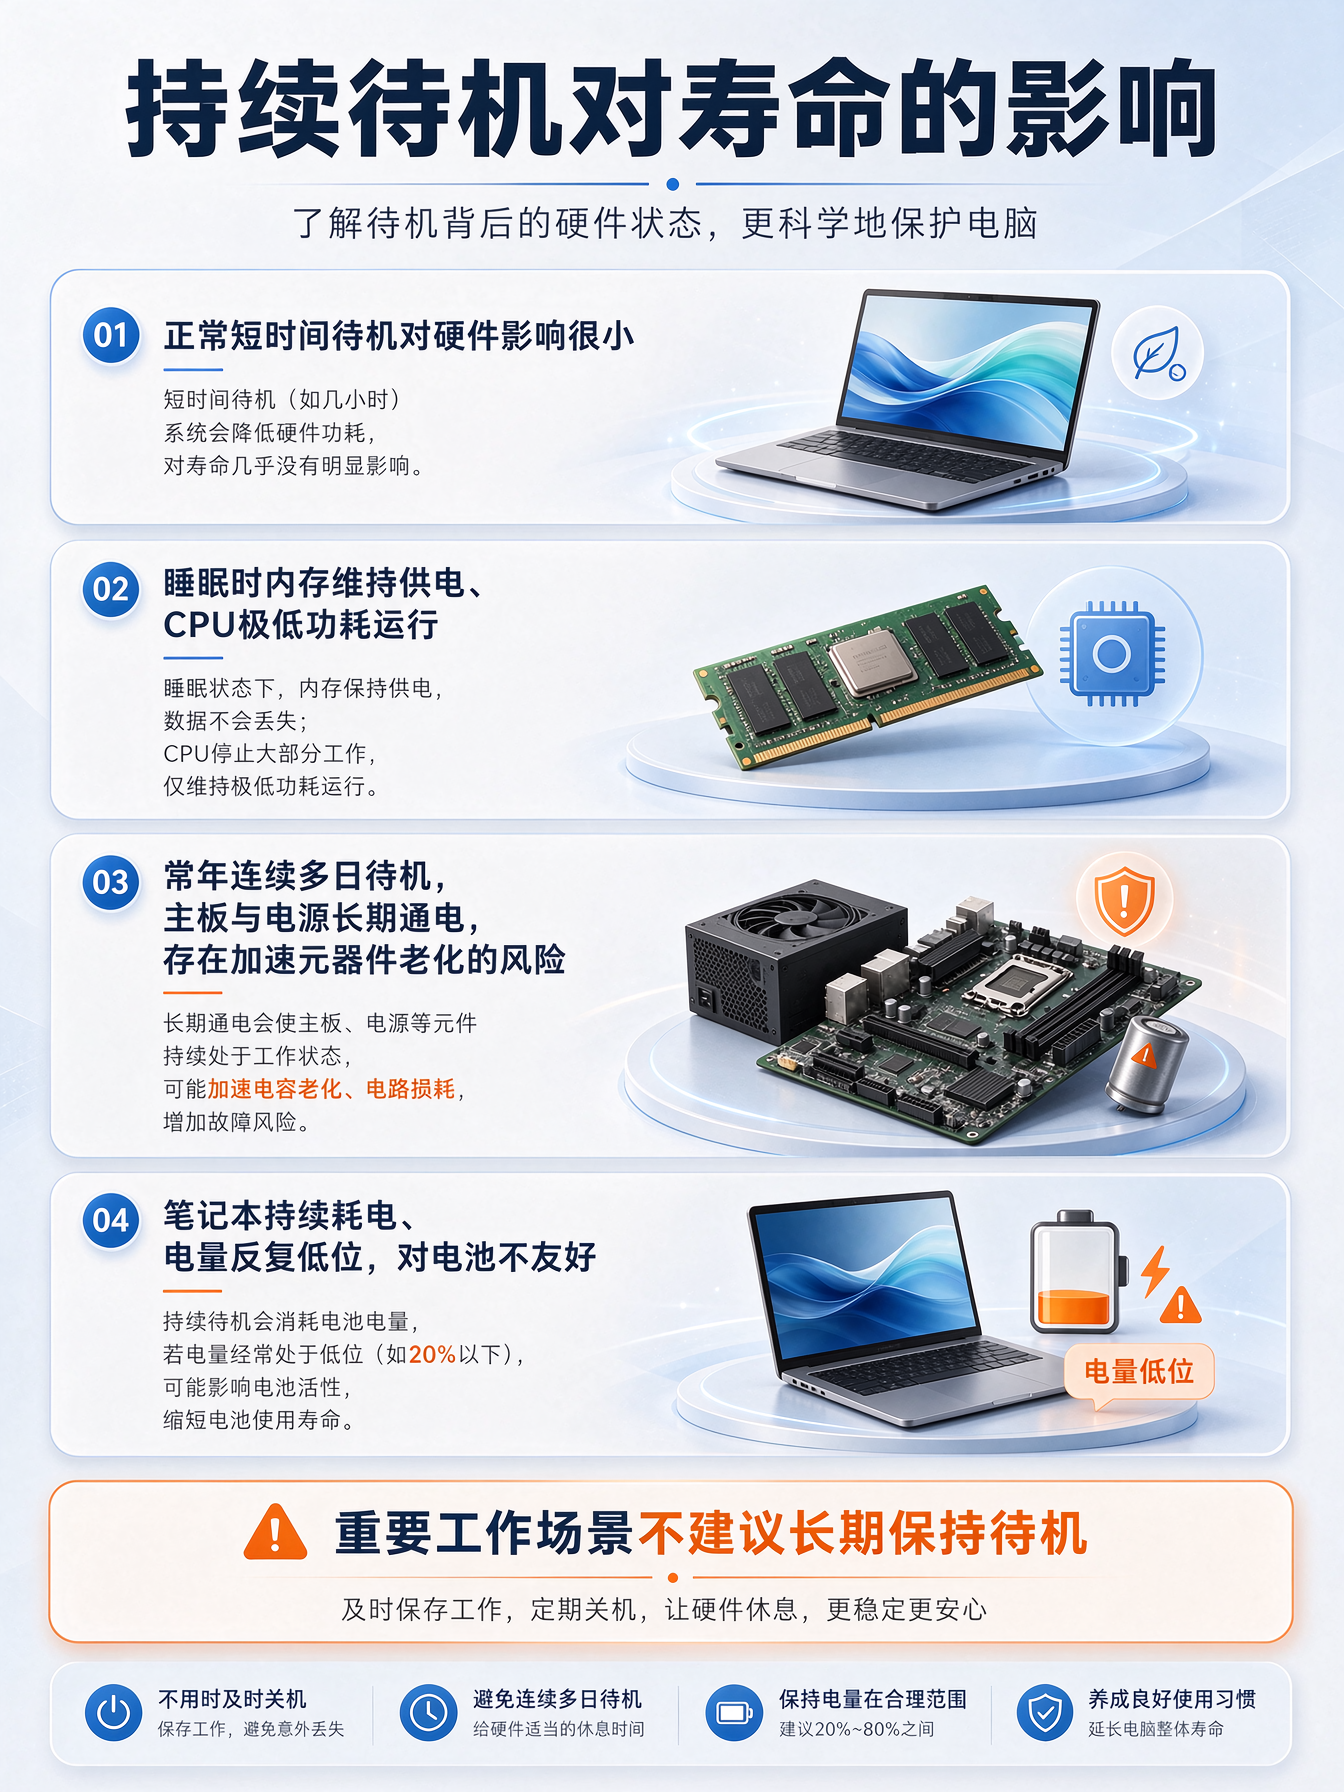 持续待机对寿命的影响
了解待机背后的硬件状态，更科学地保护电脑
01
正常短时间待机对硬件影响很小
短时间待机（如几小时）
系统会降低硬件功耗，
对寿命几乎没有明显影响。
02
睡眠时内存维持供电、
CPU极低功耗运行
睡眠状态下，内存保持供电，
数据不会丢失；
CPU停止大部分工作，
仅维持极低功耗运行。
03
常年连续多日待机，
主板与电源长期通电，
存在加速元器件老化的风险
长期通电会使主板、电源等元件
持续处于工作状态，
可能加速电容老化、电路损耗，
增加故障风险。
04
笔记本持续耗电、
电量反复低位，对电池不友好
持续待机会消耗电池电量，
若电量经常处于低位（如20%以下），
可能影响电池活性，
缩短电池使用寿命。
电量低位
重要工作场景不建议长期保持待机
及时保存工作，定期关机，让硬件休息，更稳定更安心
不用时及时关机
保存工作，避免意外丢失
避免连续多日待机
给硬件适当的休息时间
保持电量在合理范围
建议20%~80%之间
养成良好使用习惯
延长电脑整体寿命